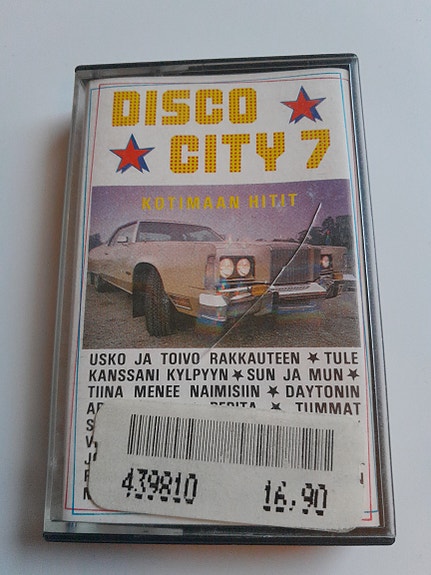 DISCO
CITY 7
KOTIMAAN HITIT
USKO JA TOIVO RAKKAUTEEN ★ TULE
KANSSANI KYLPYYN ★ SUN JA MUN ★
TIINA MENEE NAIMISIIN ★ DAYTONIN
★ TUMMAT
439810 16,90